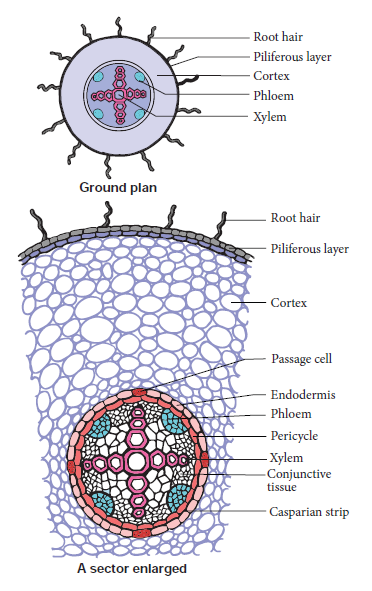 Root hair
Piliferous layer
Cortex
Phloem
Xylem
Ground plan
Root hair
Piliferous layer
Cortex
Passage cell
Endodermis
Phloem
Pericycle
Xylem
Conjunctive
tissue
Casparian strip
A sector enlarged